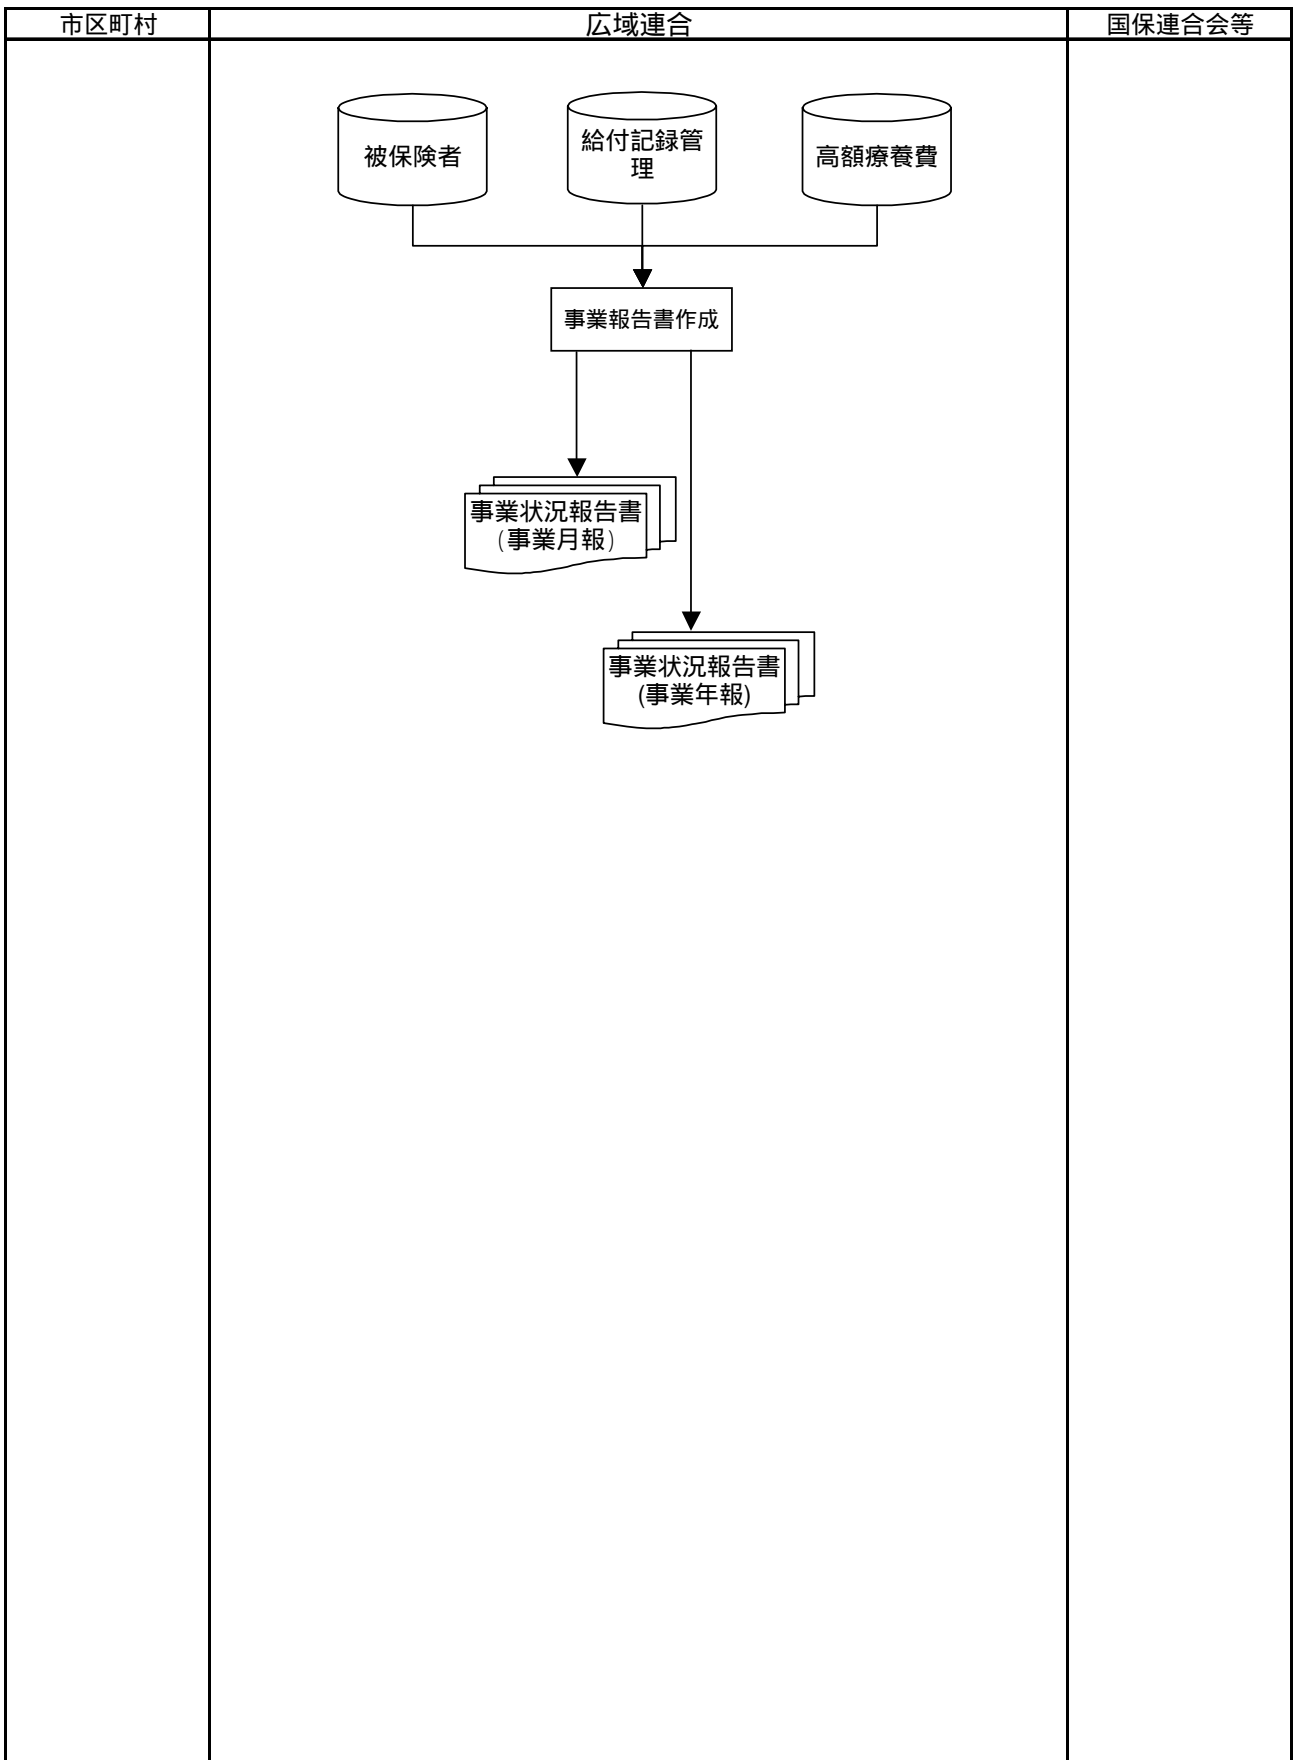 市区町村
広域連合
国保連合会等
被保険者
給付記録管
理
高額療養費
事業報告書作成
事業状況報告書
(事業月報)
事業状況報告書
(事業年報)